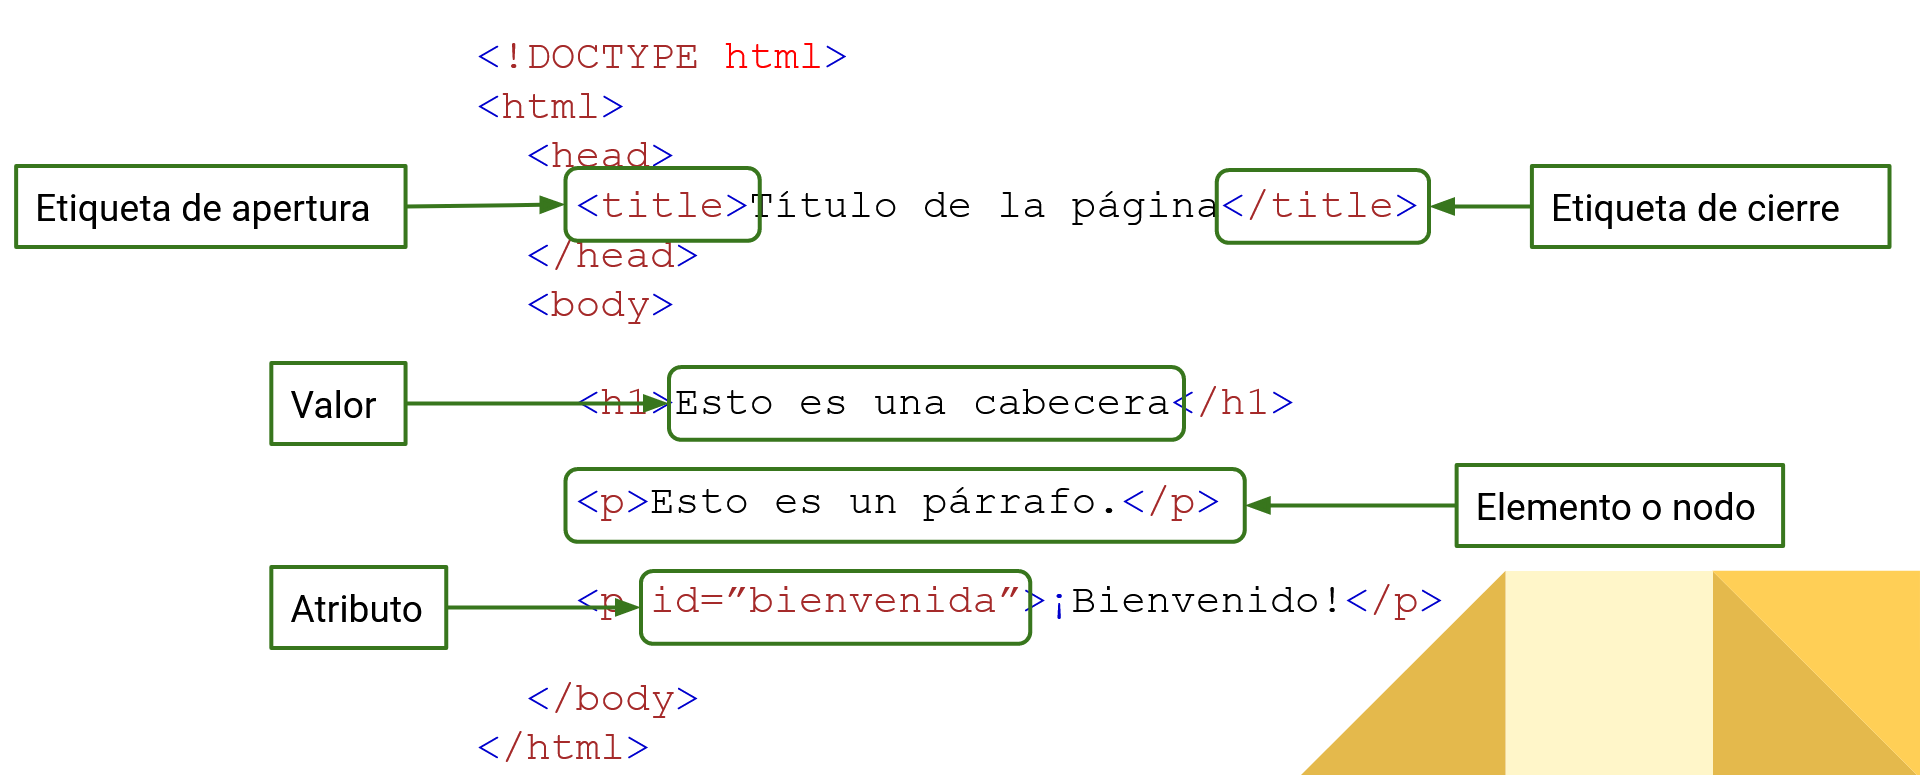 <!DOCTYPE html>
<html>
<head>
Etiqueta de apertura
<title>Título de la página</title>
Etiqueta de cierre
</head>
<body>
Valor
<h1>Esto es una cabecera</h1>
<p>Esto es un párrafo.</p>
Elemento o nodo
Atributo
<p id=”bienvenida”>¡Bienvenido!</p>
</body>
</html>